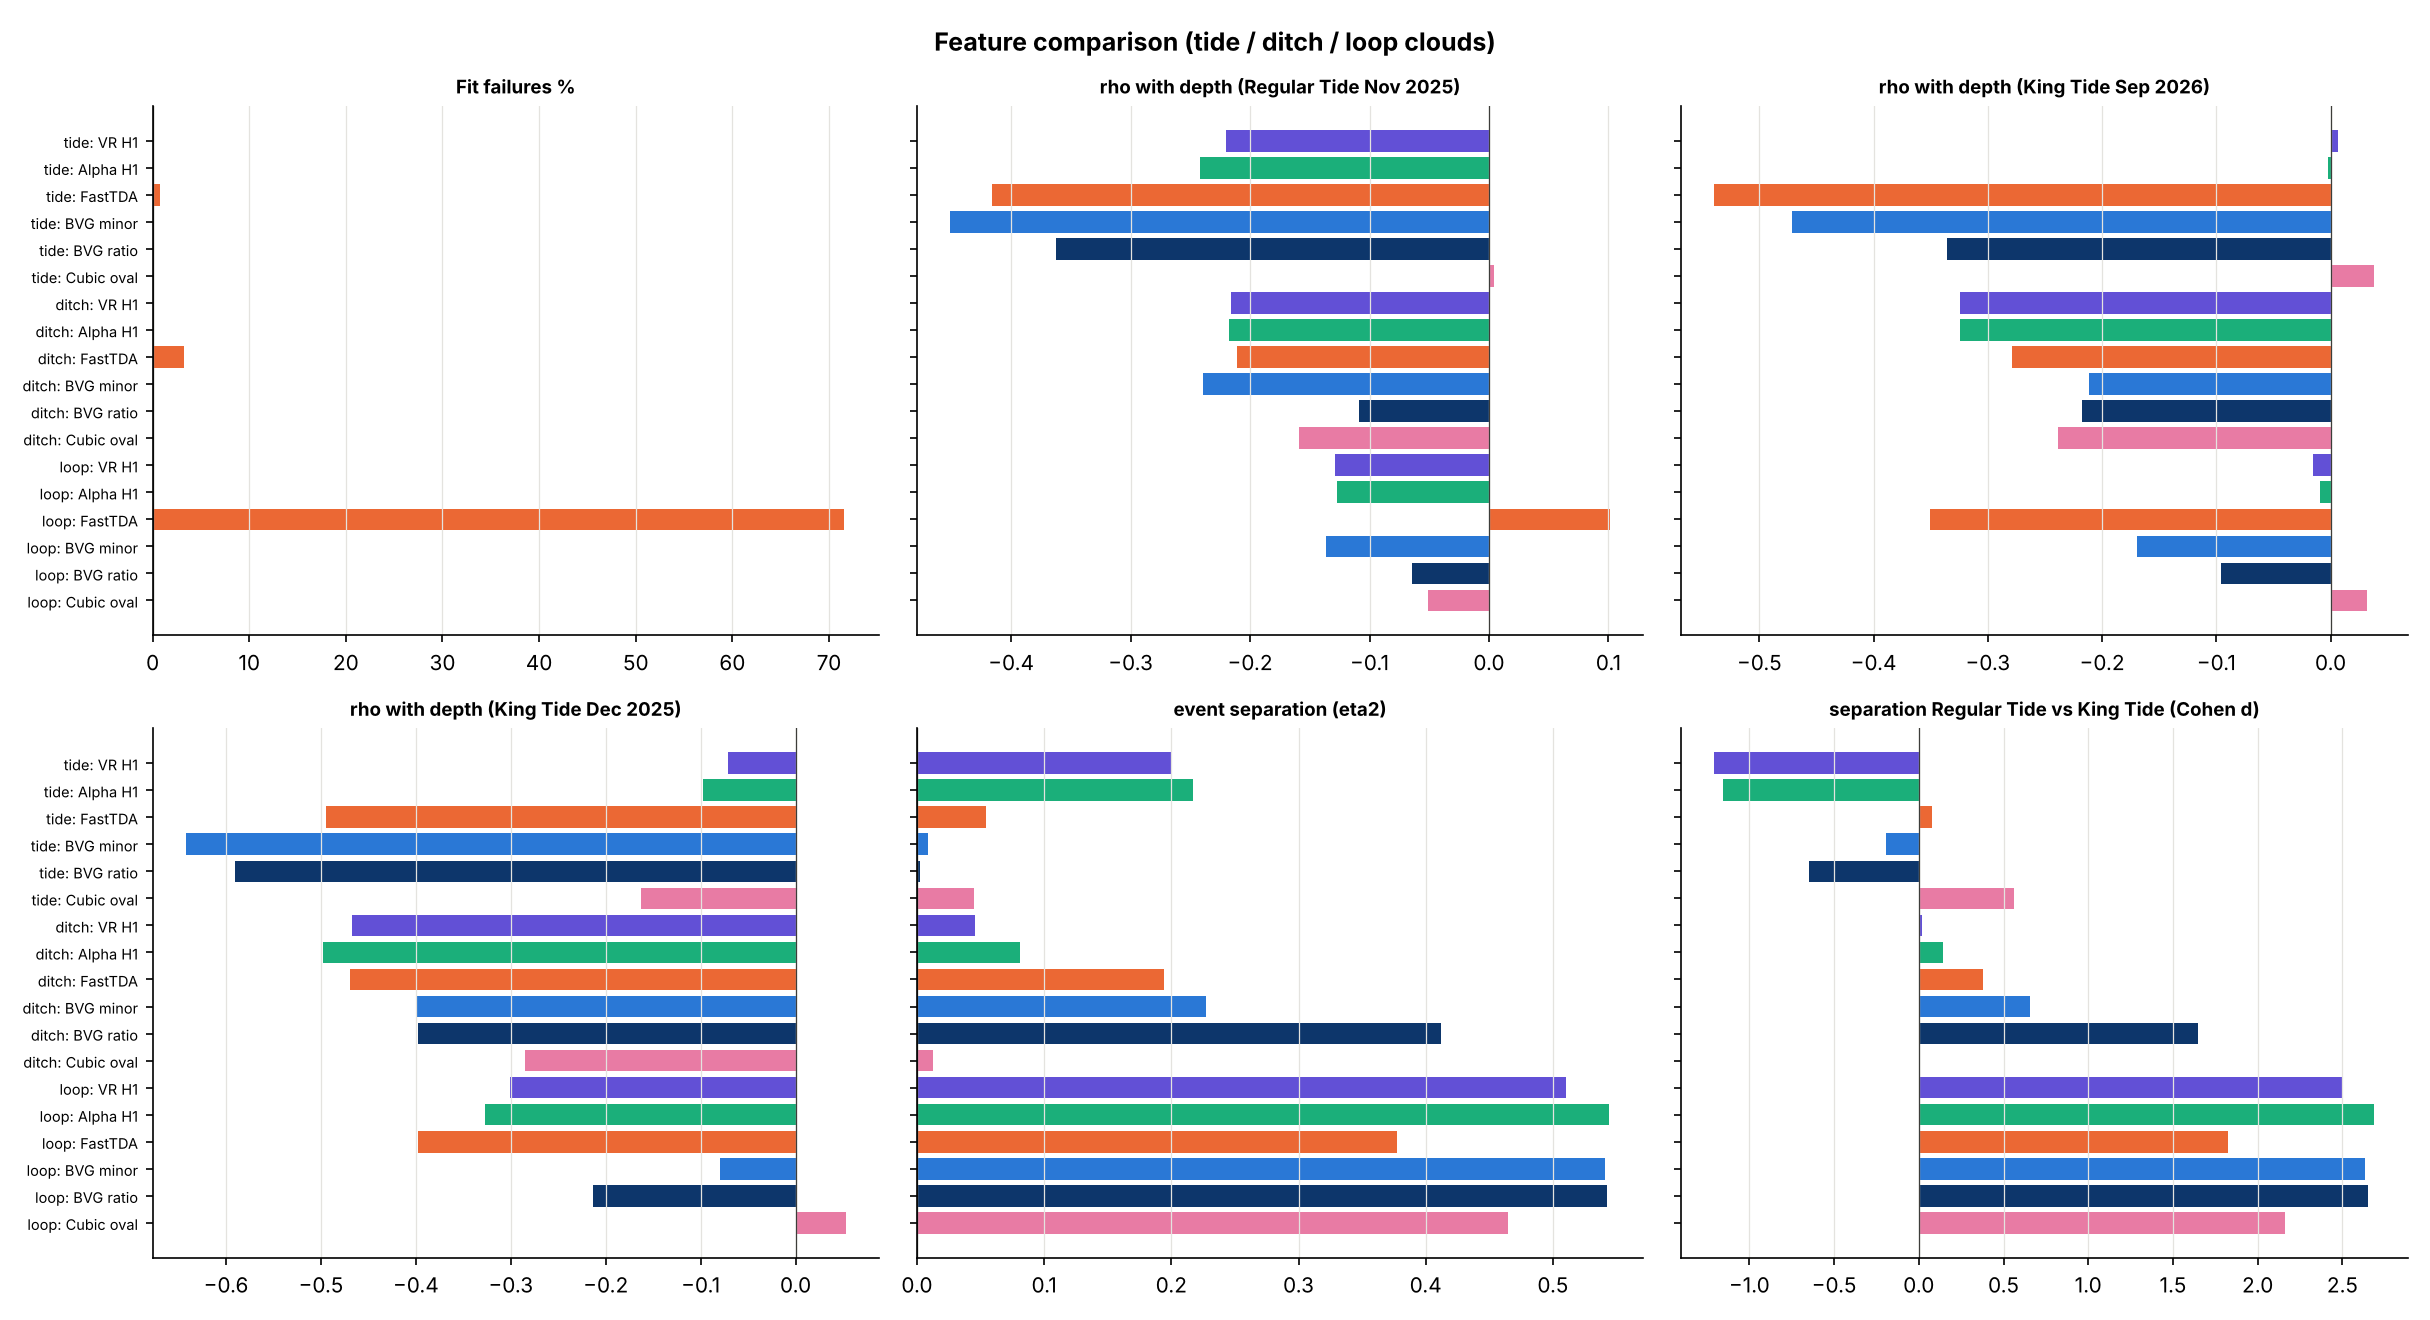 Feature comparison (tide / ditch / loop clouds)
Fit failures %
tide: VR H1
tide: Alpha H1
tide: FastTDA
tide: BVG minor
tide: BVG ratio
tide: Cubic oval
ditch: VR H1
ditch: Alpha H1
ditch: FastTDA
ditch: BVG minor
ditch: BVG ratio
ditch: Cubic oval
loop: VR H1
loop: Alpha H1
loop: FastTDA
loop: BVG minor
loop: BVG ratio
loop: Cubic oval
0 10 20 30 40 50 60 70
rho with depth (Regular Tide Nov 2025)
−0.4 −0.3 −0.2 −0.1 0.0 0.1
rho with depth (King Tide Sep 2026)
−0.5 −0.4 −0.3 −0.2 −0.1 0.0
rho with depth (King Tide Dec 2025)
tide: VR H1
tide: Alpha H1
tide: FastTDA
tide: BVG minor
tide: BVG ratio
tide: Cubic oval
ditch: VR H1
ditch: Alpha H1
ditch: FastTDA
ditch: BVG minor
ditch: BVG ratio
ditch: Cubic oval
loop: VR H1
loop: Alpha H1
loop: FastTDA
loop: BVG minor
loop: BVG ratio
loop: Cubic oval
−0.6 −0.5 −0.4 −0.3 −0.2 −0.1 0.0
event separation (eta2)
0.0 0.1 0.2 0.3 0.4 0.5
separation Regular Tide vs King Tide (Cohen d)
−1.0 −0.5 0.0 0.5 1.0 1.5 2.0 2.5